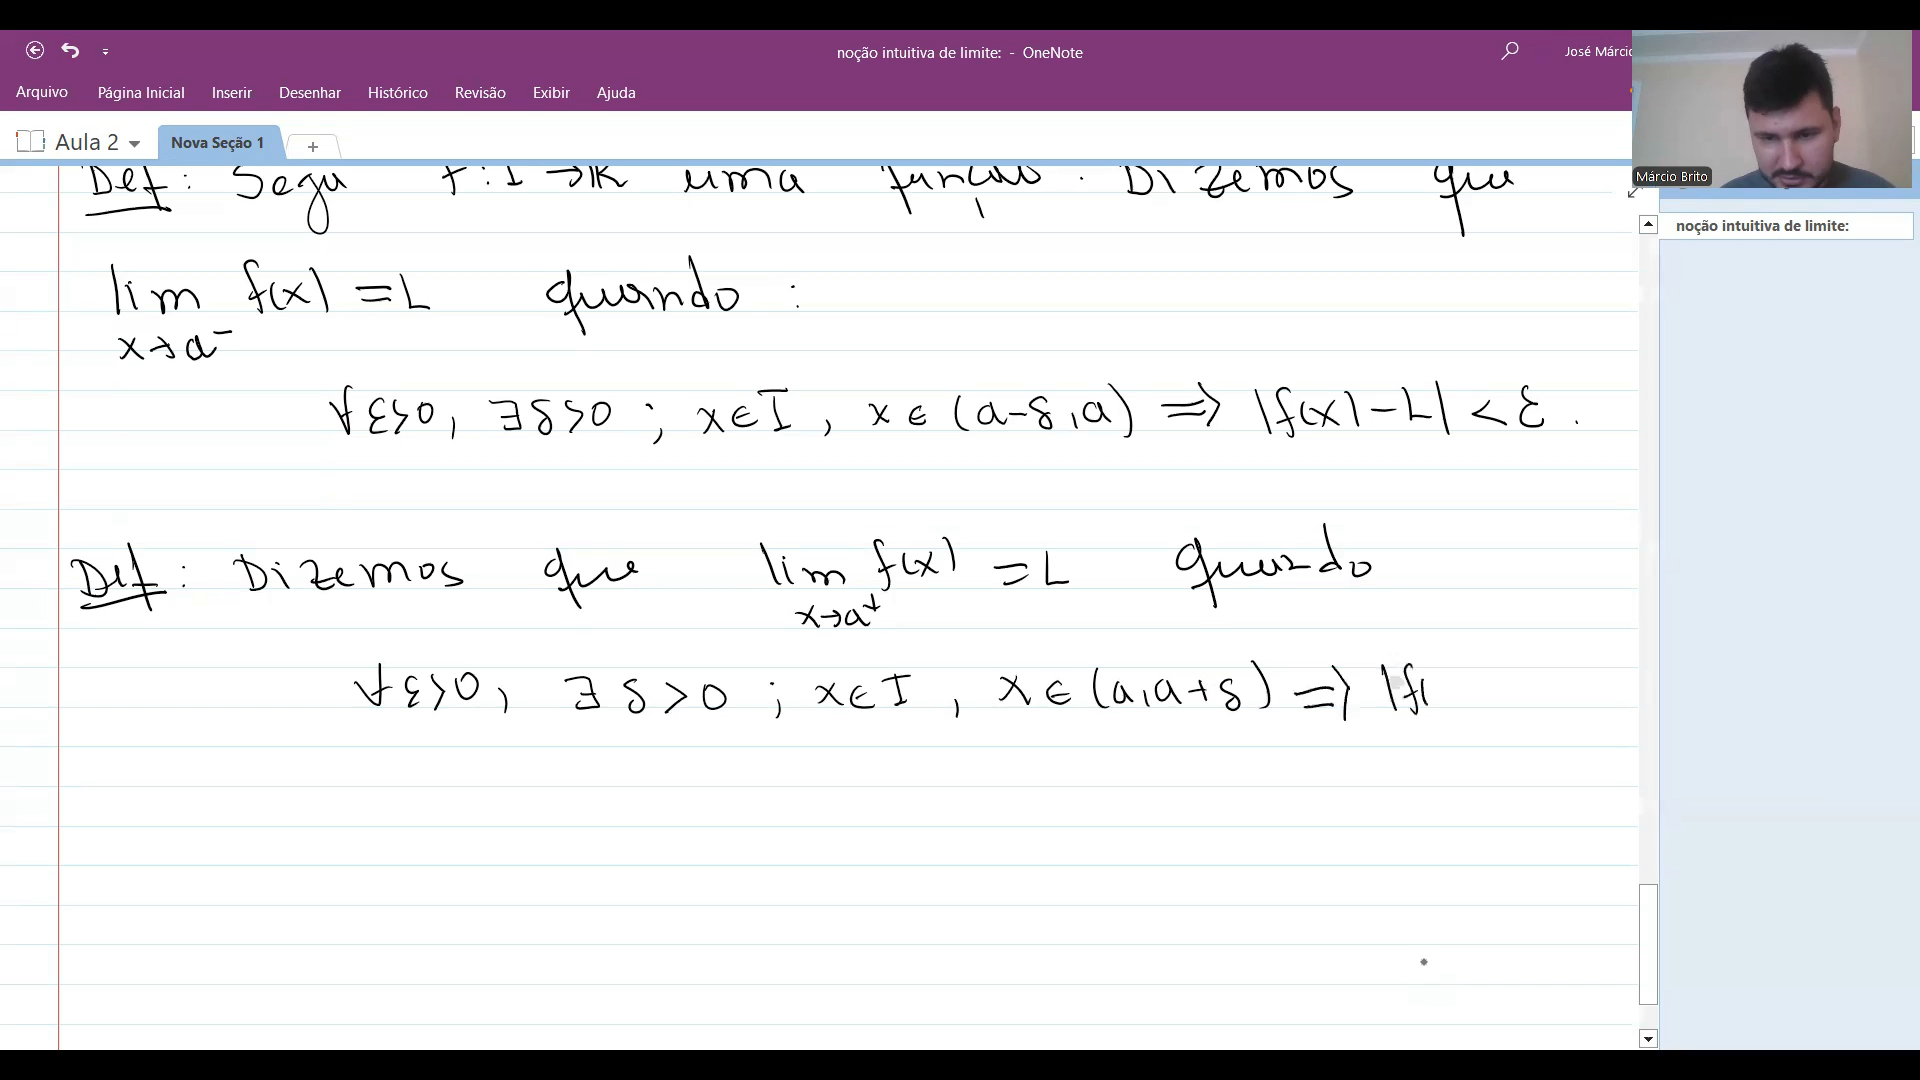 noção intuitiva de limite: - OneNote
José Márcio
Arquivo Página Inicial Inserir Desenhar Histórico Revisão Exibir Ajuda
Aula 2 Nova Seção 1 +
Márcio Brito
noção intuitiva de limite:
Def: Seja f: I → R uma função. Dizemos que
lim f(x) = L quando:
x→a⁻
∀ε>0, ∃δ>0; x∈I, x∈(a-δ,a) ⇒ |f(x)-L| < ε.
Def: Dizemos que lim f(x) = L quando
x→a⁺
∀ε>0, ∃δ>0; x∈I, x∈(a,a+δ) ⇒ |f(